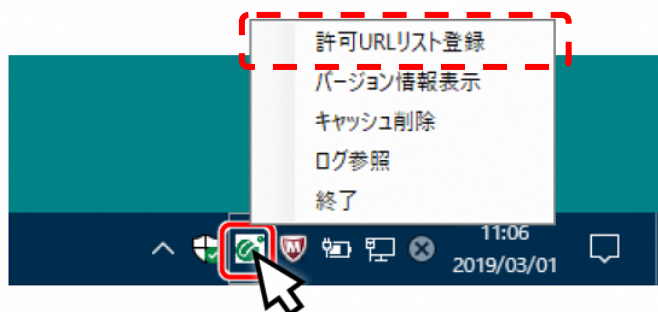 許可URLリスト登録
バージョン情報表示
キャッシュ削除
ログ参照
終了
11:06
2019/03/01